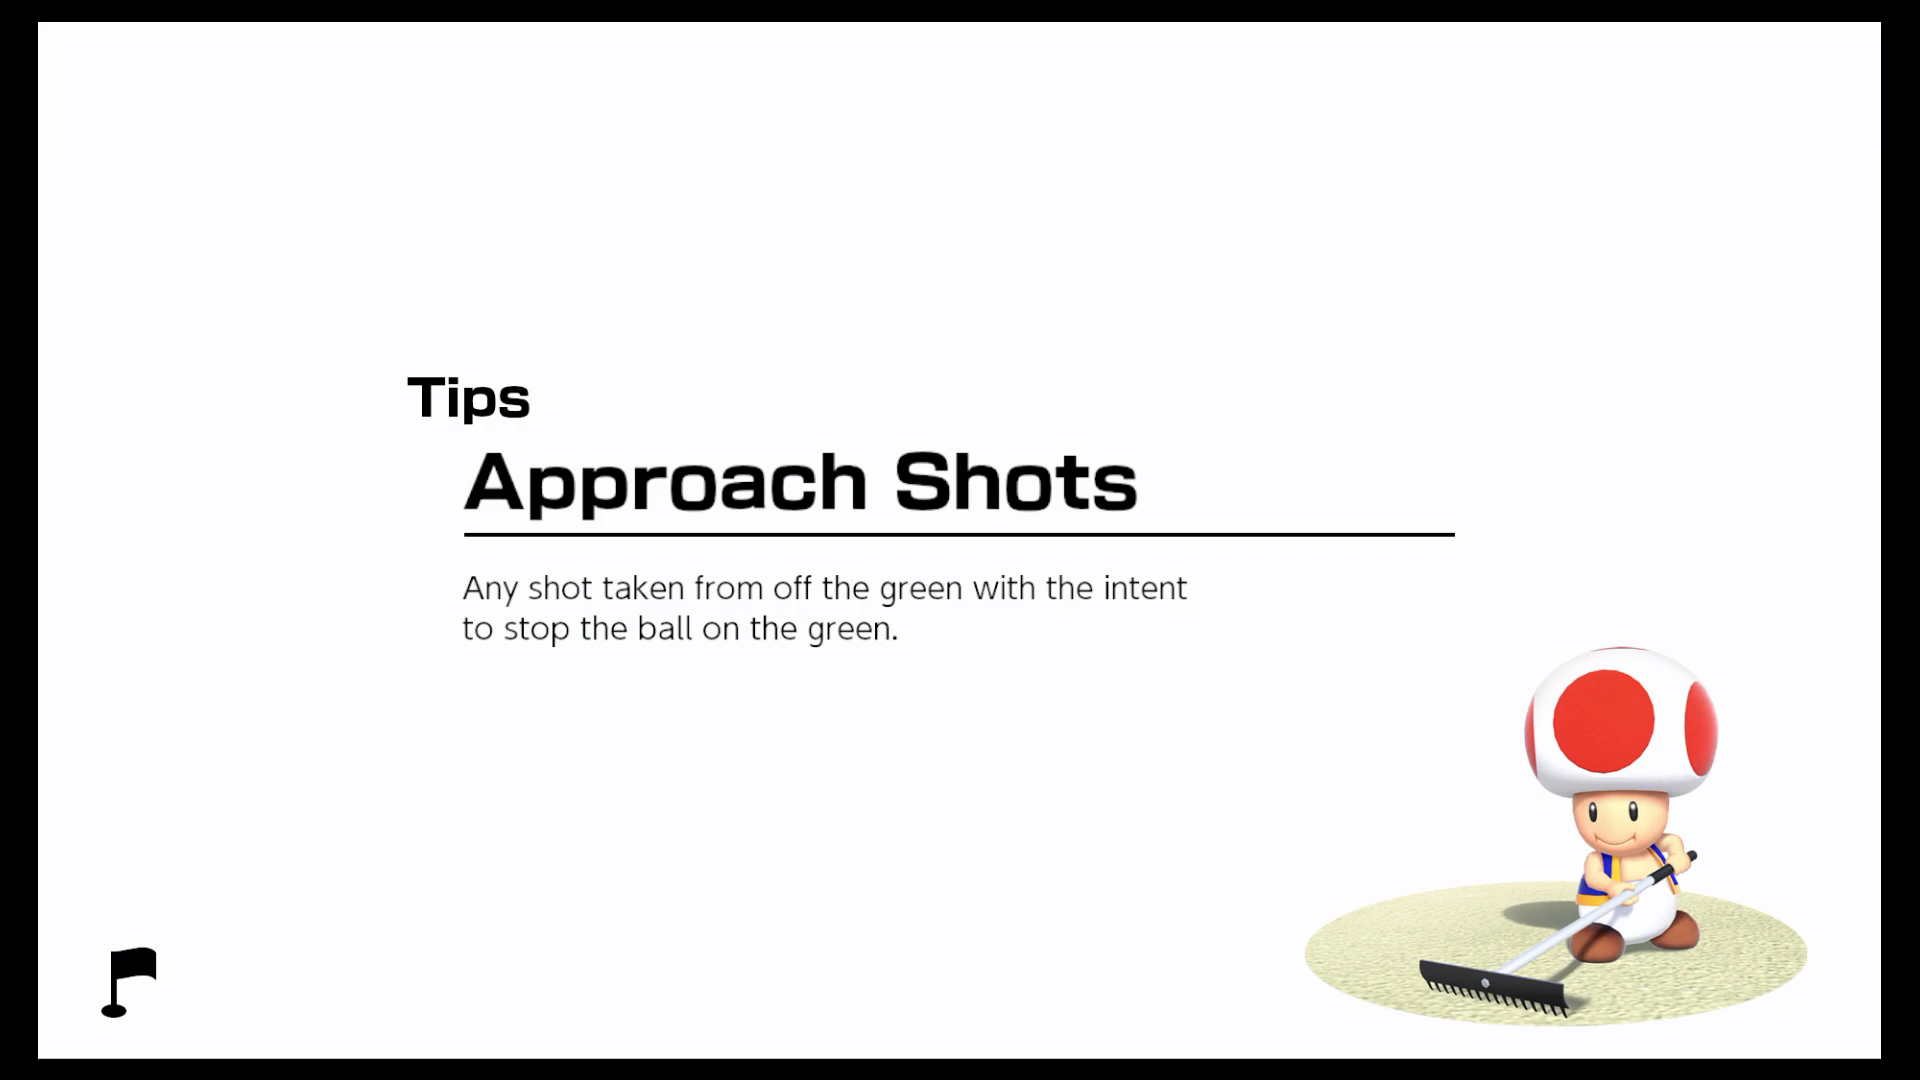 Tips
Approach Shots
Any shot taken from off the green with the intent
to stop the ball on the green.